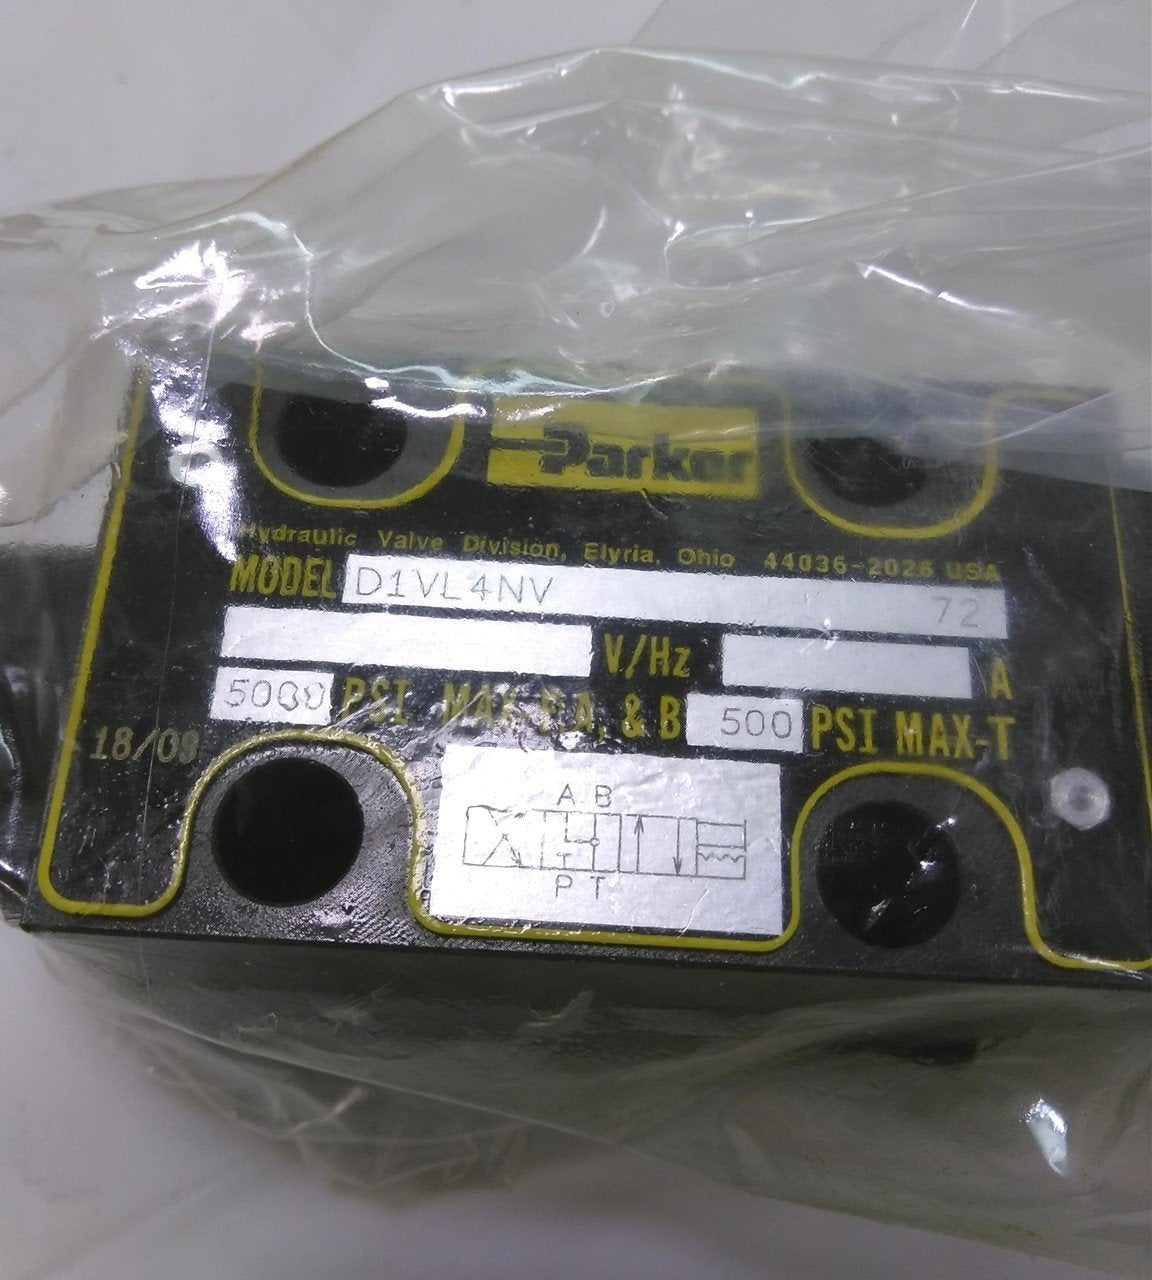 Parker
Hydraulic Valve Division, Elyria, Ohio 44036-2026 USA
MODEL D1VL4NV 72
V/Hz A
5000 PSI MAX-P,A, & B 500 PSI MAX-T
18/09
A B
P T